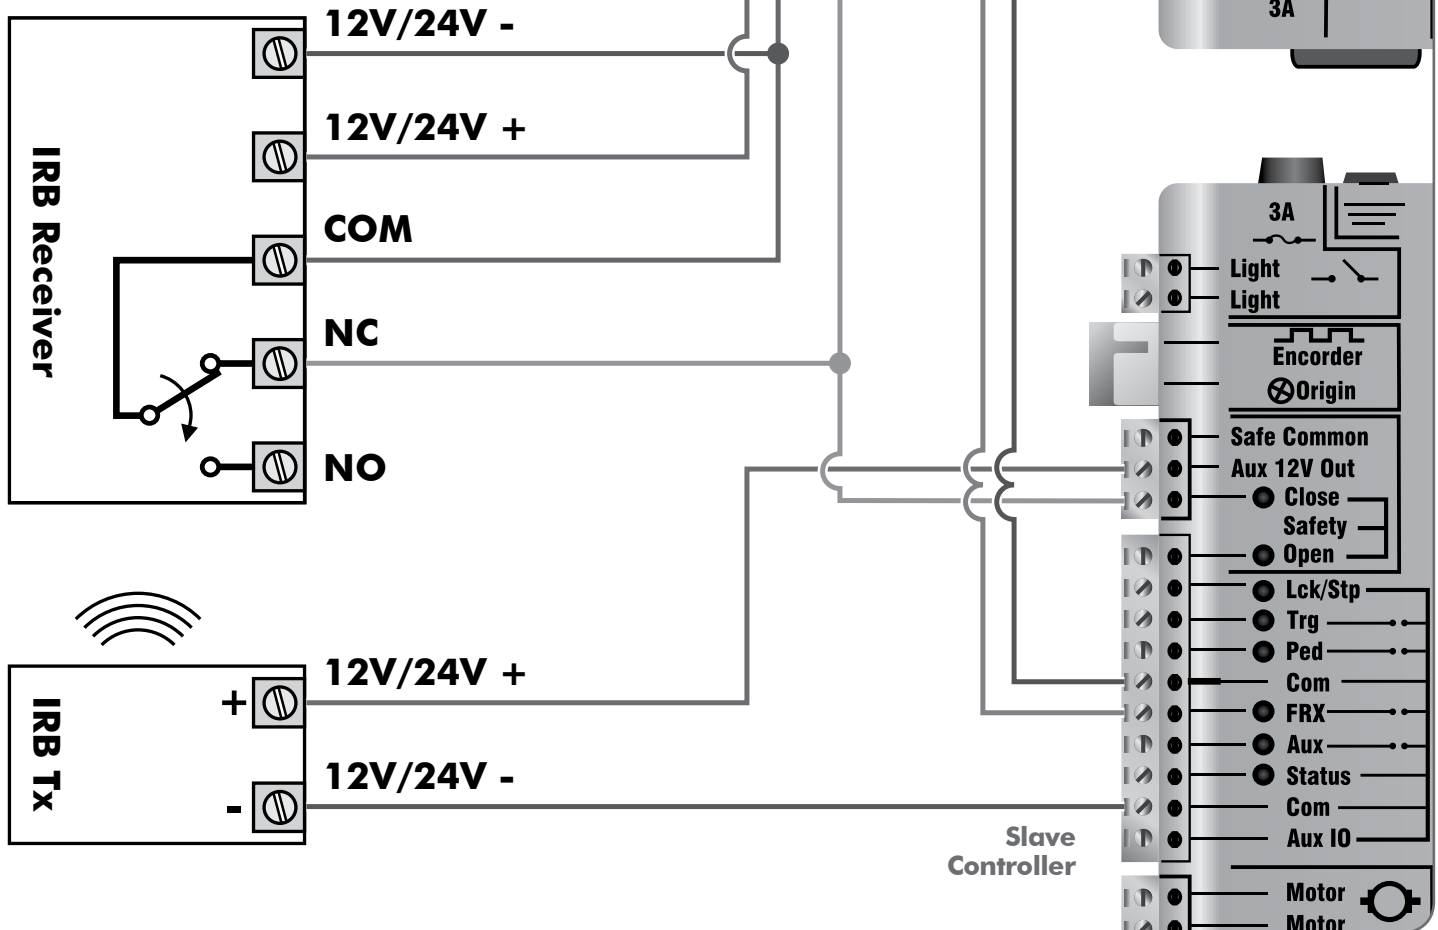 IRB Receiver
12V/24V -
12V/24V +
COM
NC
NO
IRB Tx
+
12V/24V +
-
12V/24V -
Slave
Controller
3A
3A
Light
Light
Encorder
Origin
Safe Common
Aux 12V Out
Close
Safety
Open
Lck/Stp
Trg
Ped
Com
FRX
Aux
Status
Com
Aux IO
Motor
Motor